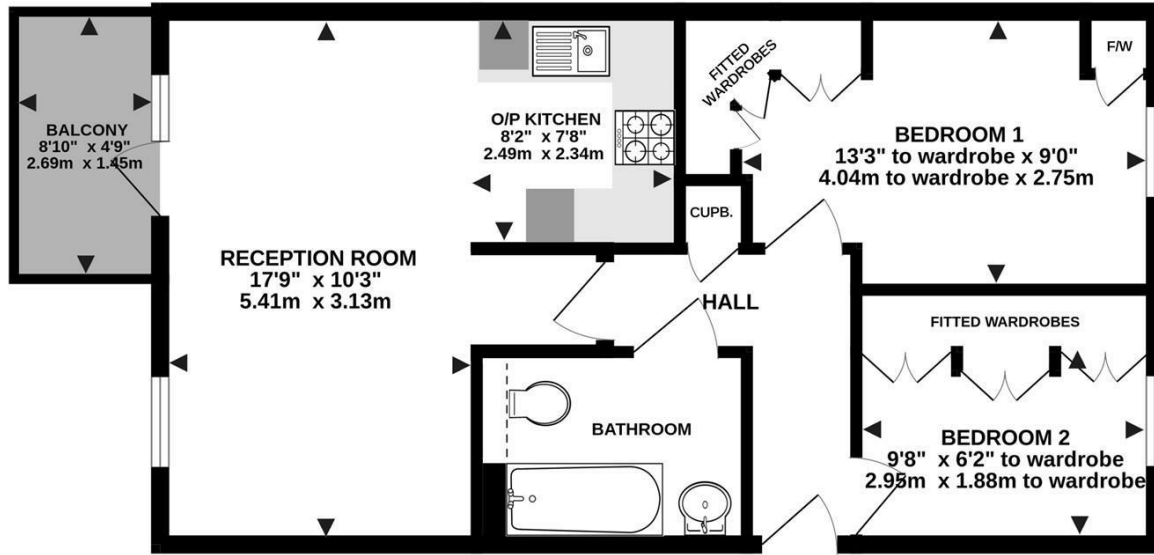 BALCONY
8'10" x 4'9"
2.69m x 1.45m
RECEPTION ROOM
17'9" x 10'3"
5.41m x 3.13m
O/P KITCHEN
8'2" x 7'8"
2.49m x 2.34m
FITTED
WARDROBES
F/W
BEDROOM 1
13'3" to wardrobe x 9'0"
4.04m to wardrobe x 2.75m
CUPB.
HALL
BATHROOM
FITTED WARDROBES
BEDROOM 2
9'8" x 6'2" to wardrobe
2.95m x 1.88m to wardrobe